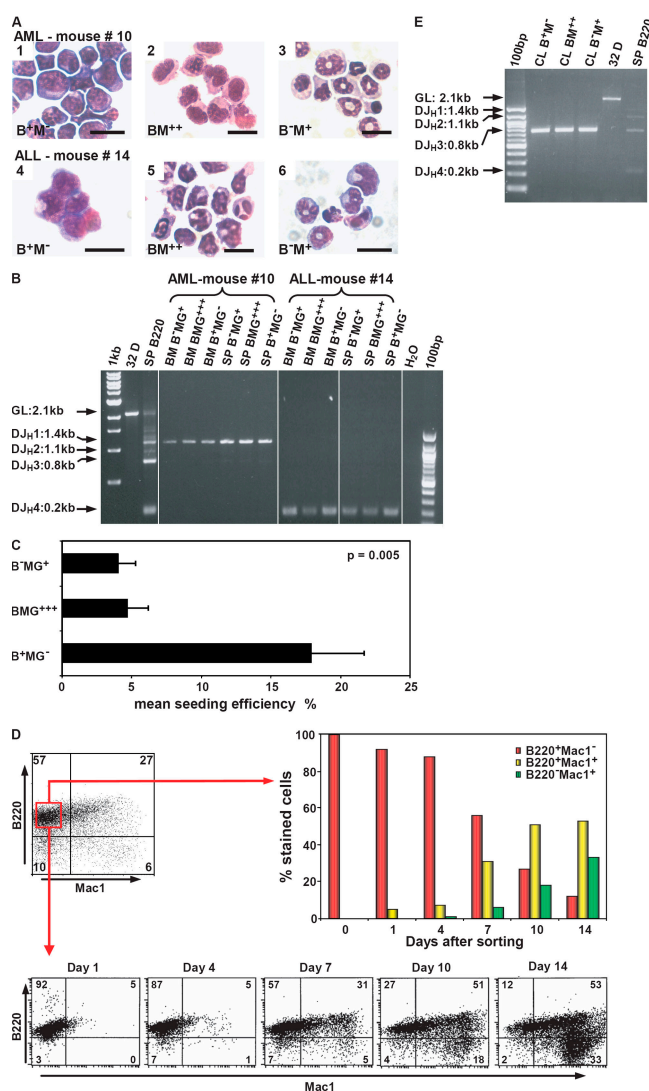 A
AML - mouse # 10
1
2
3
B⁺M⁻
BM⁺⁺
B⁻M⁺
ALL - mouse # 14
4
5
6
B⁺M⁻
BM⁺⁺
B⁻M⁺
E
100bp
CL B⁺M⁻
CL BM⁺⁺
CL B⁻M⁺
32 D
SP B220
GL: 2.1kb
DJH1:1.4kb
DJH2:1.1kb
DJH3:0.8kb
DJH4:0.2kb
B
AML-mouse #10
ALL-mouse #14
1kb
32 D
SP B220
BM B⁻MG⁺
BM BMG⁺⁺⁺
BM B⁺MG⁻
SP B⁻MG⁺
SP BMG⁺⁺⁺
SP B⁺MG⁻
BM B⁻MG⁺
BM BMG⁺⁺⁺
BM B⁺MG⁻
SP B⁻MG⁺
SP BMG⁺⁺⁺
SP B⁺MG⁻
H₂O
100bp
GL:2.1kb
DJH1:1.4kb
DJH2:1.1kb
DJH3:0.8kb
DJH4:0.2kb
C
p = 0.005
B⁻MG⁺
BMG⁺⁺⁺
B⁺MG⁻
0 5 10 15 20 25
mean seeding efficiency %
D
57 27
10 6
B220
Mac1
% stained cells
100
80
60
40
20
0
B220⁺Mac1⁻
B220⁺Mac1⁺
B220⁻Mac1⁺
0 1 4 7 10 14
Days after sorting
Day 1 Day 4 Day 7 Day 10 Day 14
B220
92 5 87 5 57 31 27 51 12 53
3 0 7 1 7 5 4 18 2 33
Mac1